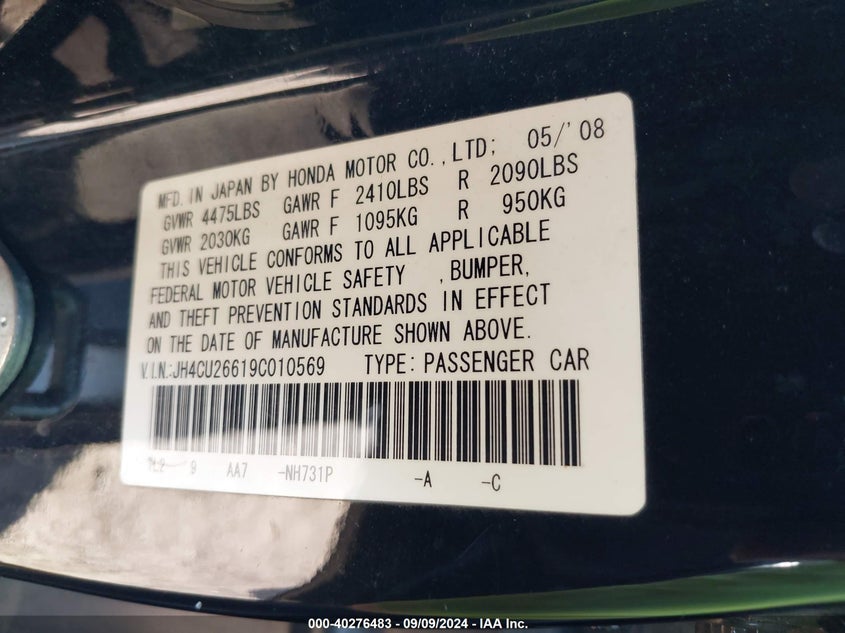 MFD. IN JAPAN BY HONDA MOTOR CO.,LTD; 05/'08
GVWR 4475LBS GAWR F 2410LBS R 2090LBS
GVWR 2030KG GAWR F 1095KG R 950KG
THIS VEHICLE CONFORMS TO ALL APPLICABLE
FEDERAL MOTOR VEHICLE SAFETY , BUMPER,
AND THEFT PREVENTION STANDARDS IN EFFECT
ON THE DATE OF MANUFACTURE SHOWN ABOVE.
V.I.N.:JH4CU26619C010569 TYPE: PASSENGER CAR
TL2 9 AA7 -NH731P -A -C
000-40276483 - 09/09/2024 - IAA Inc.